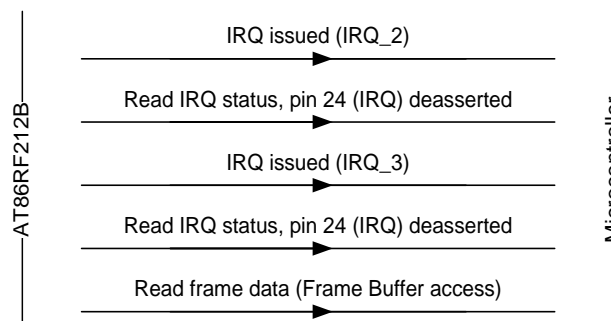 IRQ issued (IRQ_2)
Read IRQ status, pin 24 (IRQ) deasserted
AT86RF212B
IRQ issued (IRQ_3)
Read IRQ status, pin 24 (IRQ) deasserted
Read frame data (Frame Buffer access)
Microcontroller